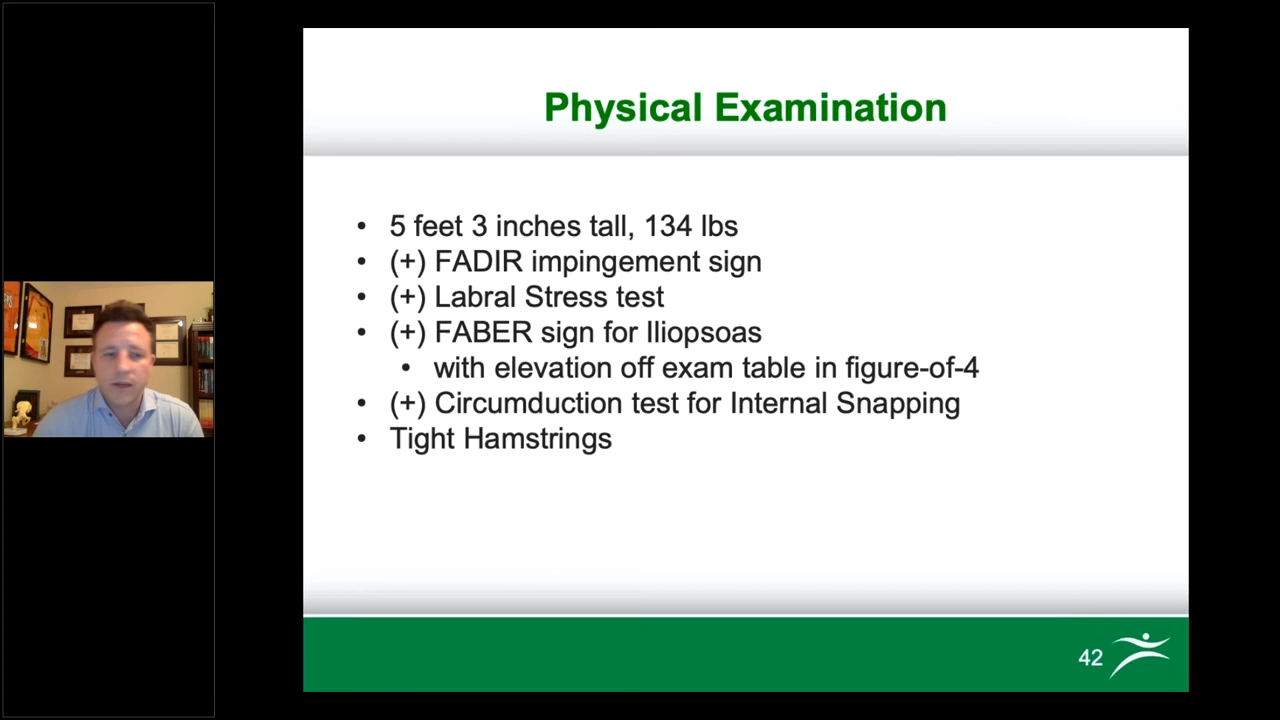 Physical Examination
• 5 feet 3 inches tall, 134 lbs
• (+) FADIR impingement sign
• (+) Labral Stress test
• (+) FABER sign for Iliopsoas
• with elevation off exam table in figure-of-4
• (+) Circumduction test for Internal Snapping
• Tight Hamstrings
42